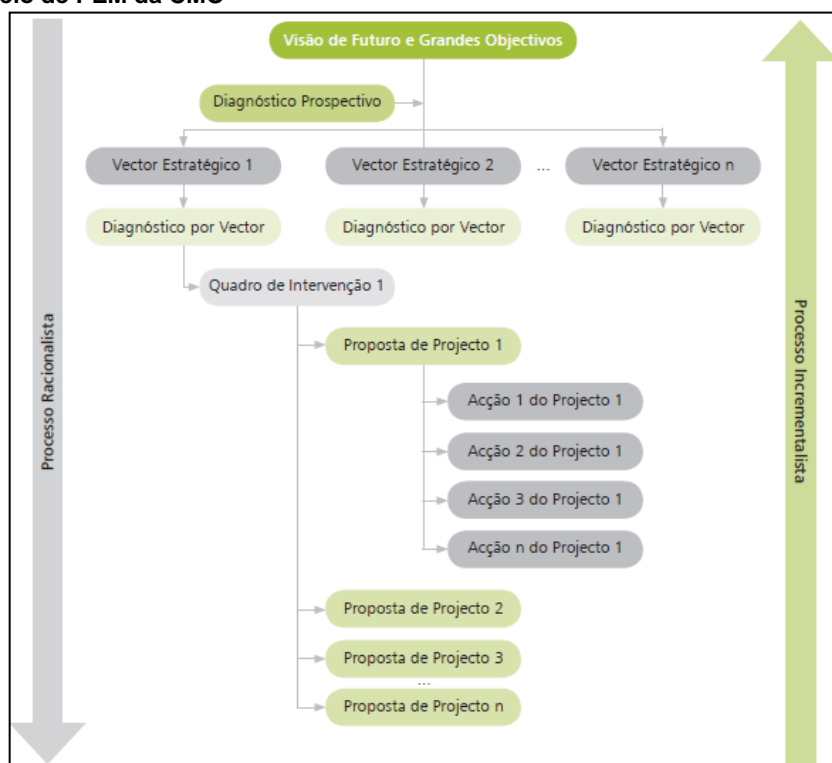 Visão de Futuro e Grandes Objectivos
Diagnóstico Prospectivo
Vector Estratégico 1
Vector Estratégico 2
...
Vector Estratégico n
Diagnóstico por Vector
Diagnóstico por Vector
Diagnóstico por Vector
Quadro de Intervenção 1
Proposta de Projecto 1
Acção 1 do Projecto 1
Acção 2 do Projecto 1
Acção 3 do Projecto 1
Acção n do Projecto 1
Proposta de Projecto 2
Proposta de Projecto 3
...
Proposta de Projecto n
Processo Racionalista
Processo Incrementalista